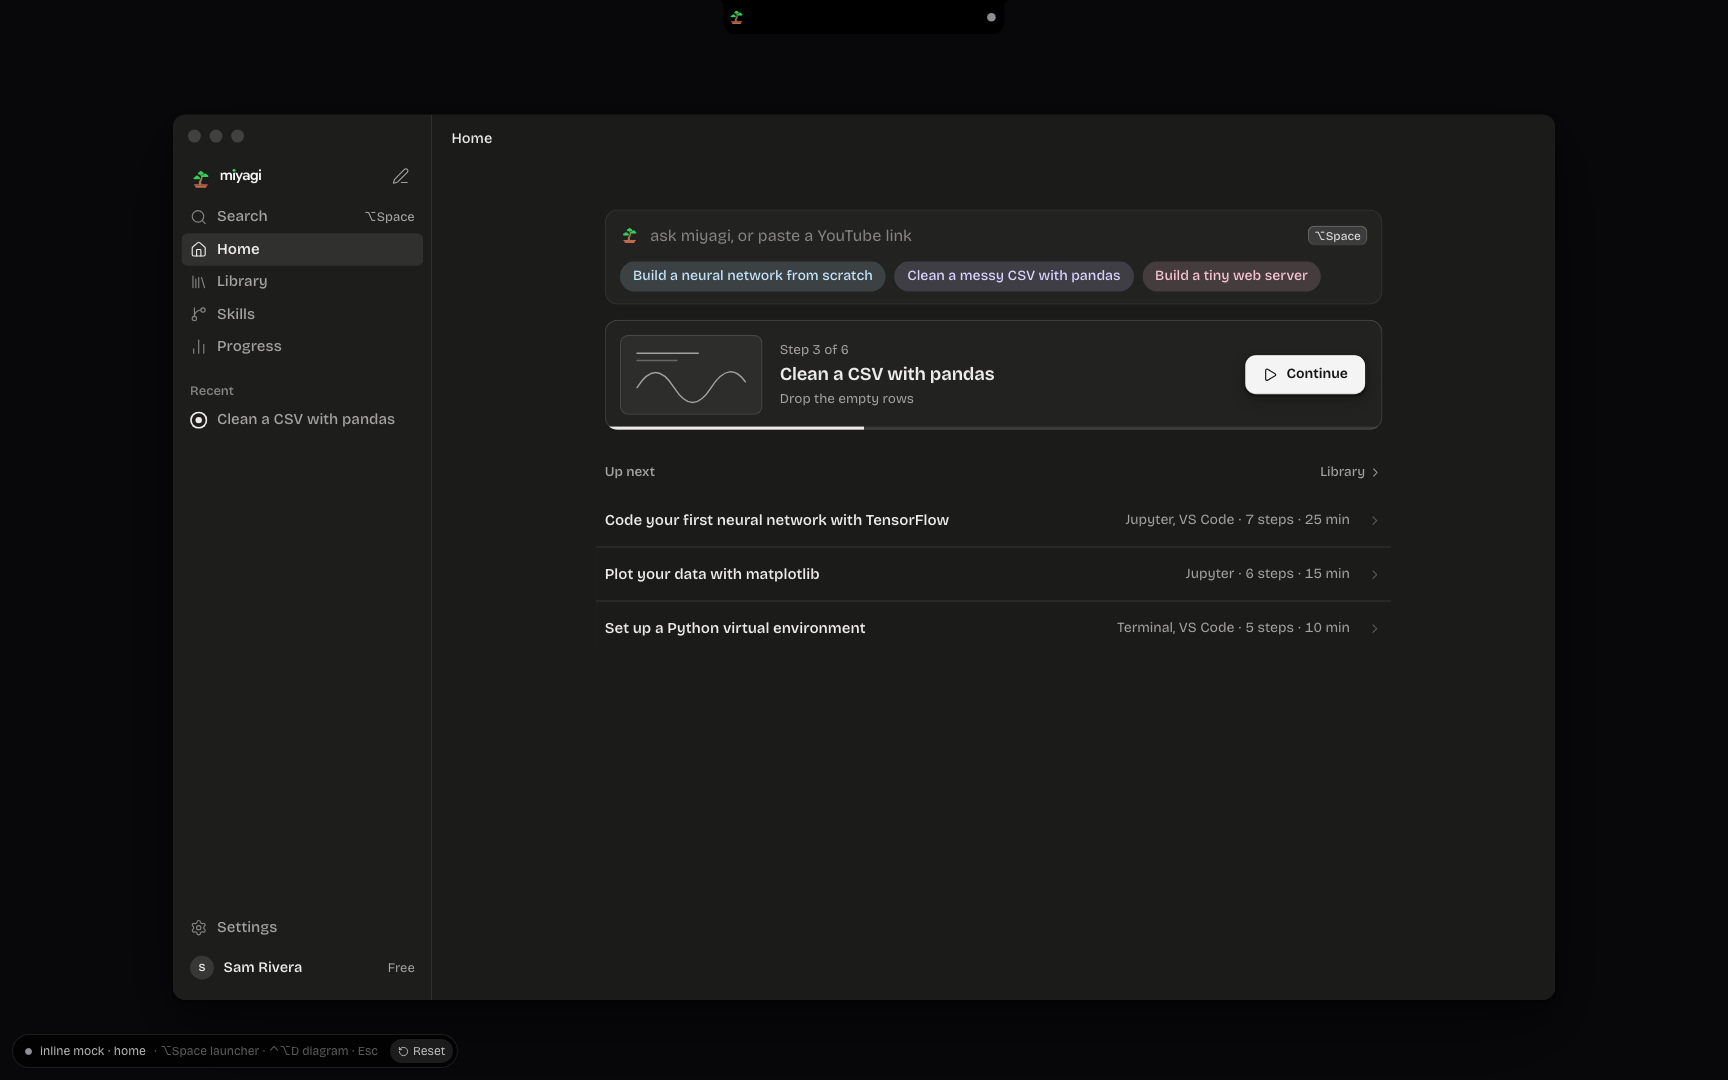 Home
miyagi
Search ⌥Space
Home
Library
Skills
Progress
Recent
Clean a CSV with pandas
Settings
S Sam Rivera Free
ask miyagi, or paste a YouTube link ⌥Space
Build a neural network from scratch Clean a messy CSV with pandas Build a tiny web server
Step 3 of 6
Clean a CSV with pandas
Drop the empty rows
Continue
Up next Library
Code your first neural network with TensorFlow Jupyter, VS Code · 7 steps · 25 min
Plot your data with matplotlib Jupyter · 6 steps · 15 min
Set up a Python virtual environment Terminal, VS Code · 5 steps · 10 min
inline mock · home · ⌥Space launcher · ^⌥D diagram · Esc Reset